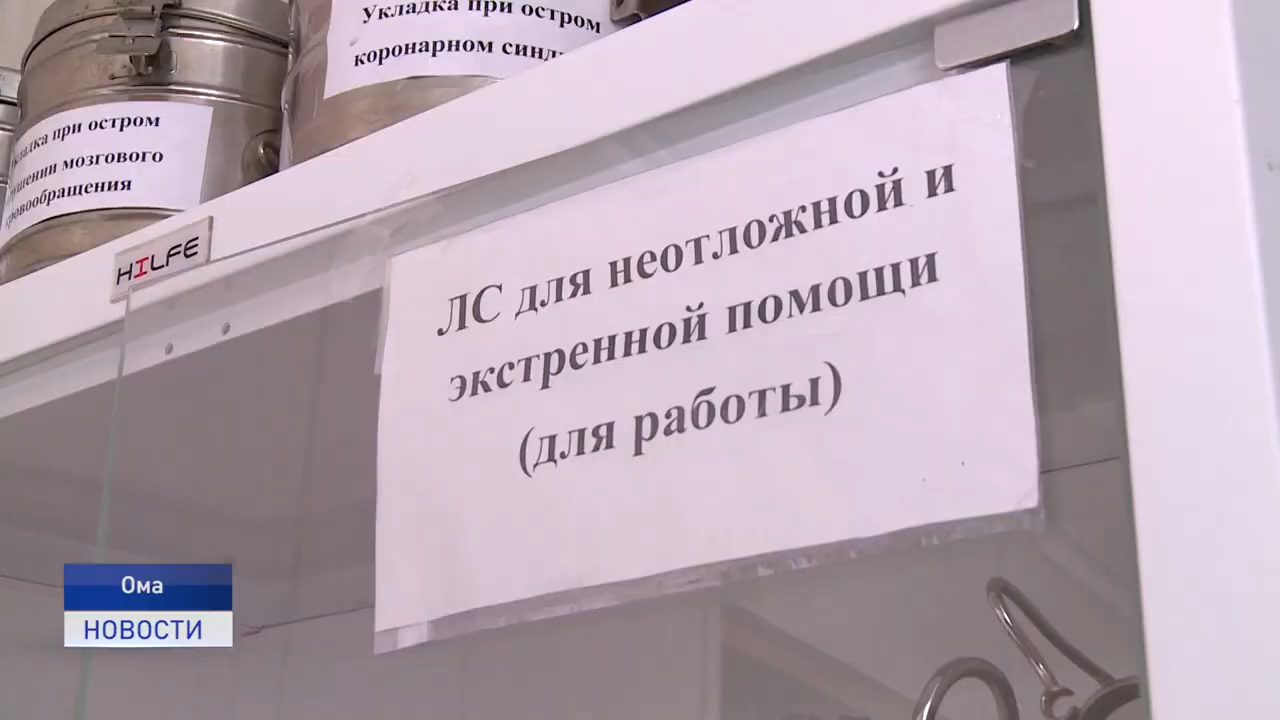 Укладка при остром
коронарном
Укладка при остром
мозгового
кровообращения
HILFE
ЛС для неотложной и
экстренной помощи
(для работы)
Ома
НОВОСТИ